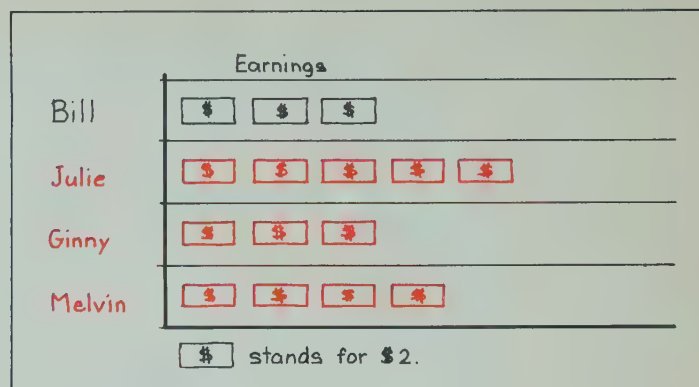 Earnings
Bill $ $ $
Julie $ $ $ $ $
Ginny $ $ $
Melvin $ $ $ $
$ stands for $2.